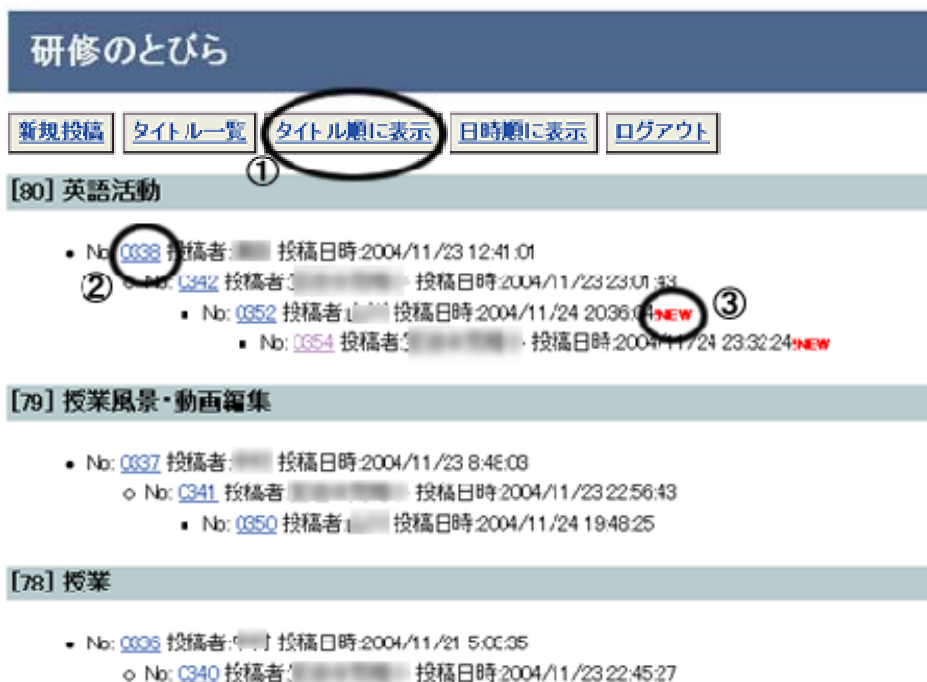 研修のとびら
新規投稿 タイトル一覧 タイトル順に表示 日時順に表示 ログアウト
①
[80] 英語活動
No: 0338 投稿者: 投稿日時:2004/11/23 12:41:01
②
No: 0342 投稿者: 投稿日時:2004/11/23 23:01:43
No: 0352 投稿者: 投稿日時:2004/11/24 20:36:04 NEW ③
No: 0354 投稿者: 投稿日時:2004/11/24 23:32:24 NEW
[79] 授業風景・動画編集
No: 0337 投稿者: 投稿日時:2004/11/23 8:48:03
No: 0341 投稿者 投稿日時:2004/11/23 22:56:43
No: 0350 投稿者: 投稿日時:2004/11/24 19:48:25
[78] 授業
No: 0336 投稿者: 投稿日時:2004/11/21
No: 0340 投稿者: 投稿日時:2004/11/23 22:45:27